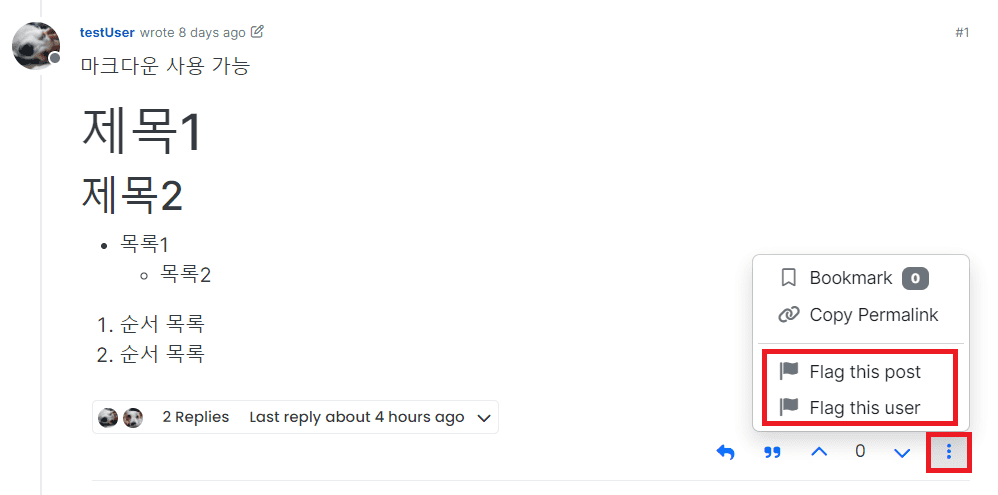 testUser wrote 8 days ago #1
마크다운 사용 가능
제목1
제목2
목록1
목록2
1. 순서 목록
2. 순서 목록
Bookmark 0
Copy Permalink
Flag this post
Flag this user
2 Replies Last reply about 4 hours ago
0